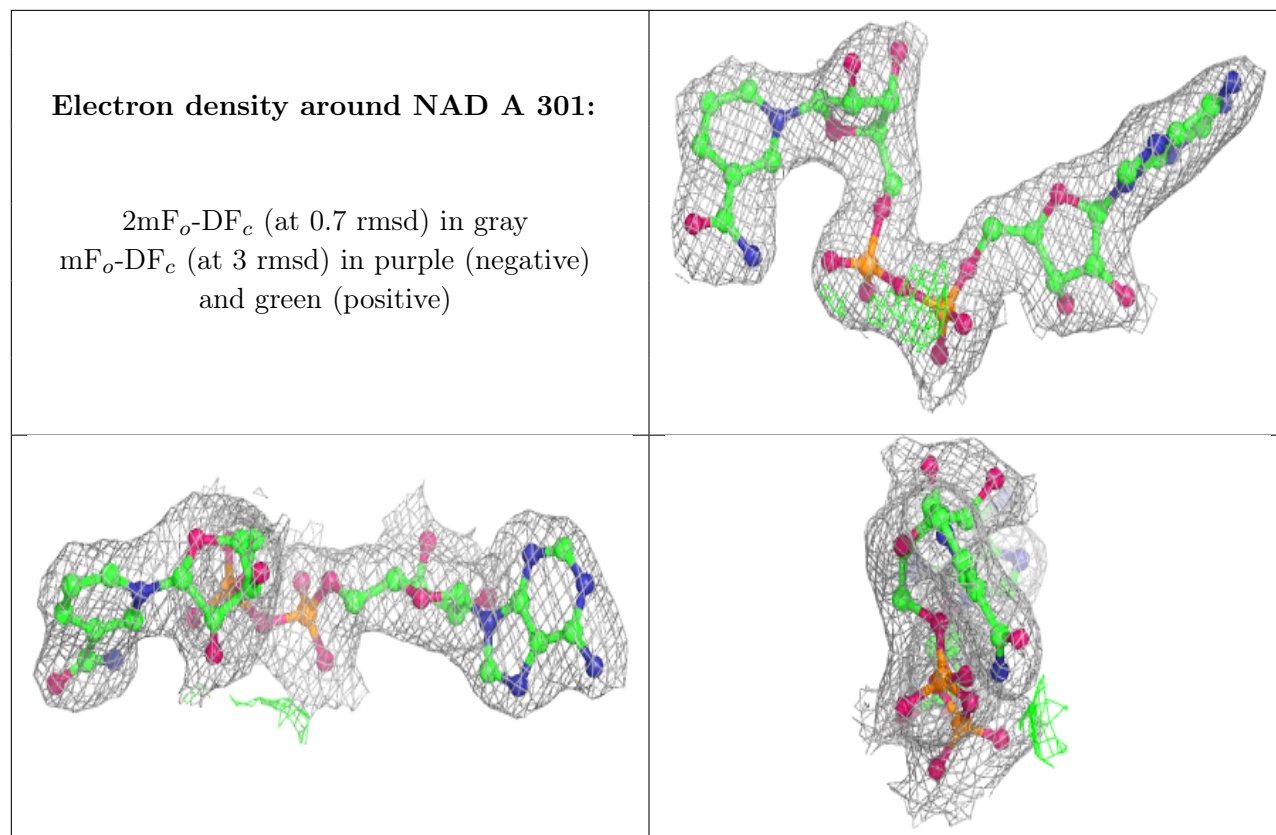 Electron density around NAD A 301:
2mFₒ-DF𝒸 (at 0.7 rmsd) in gray
mFₒ-DF𝒸 (at 3 rmsd) in purple (negative)
and green (positive)